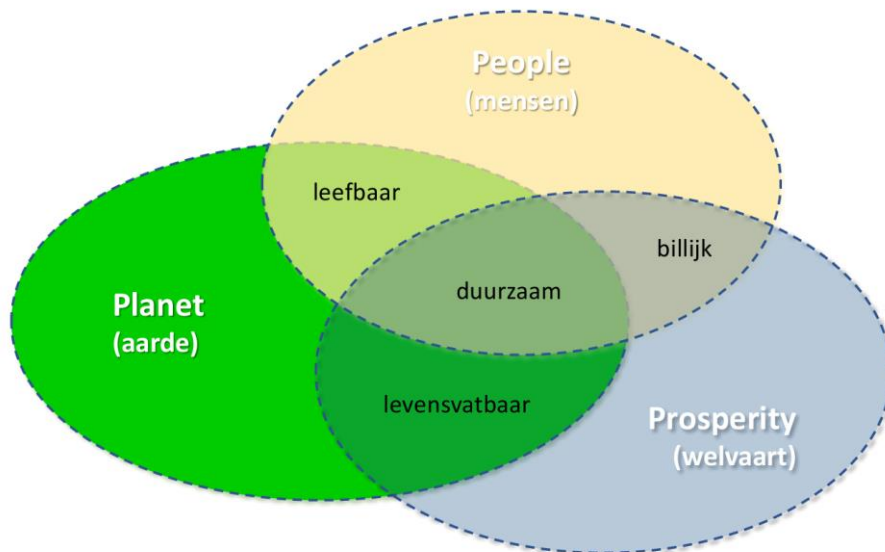 People
(mensen)
leefbaar
billijk
duurzaam
Planet
(aarde)
levensvatbaar
Prosperity
(welvaart)